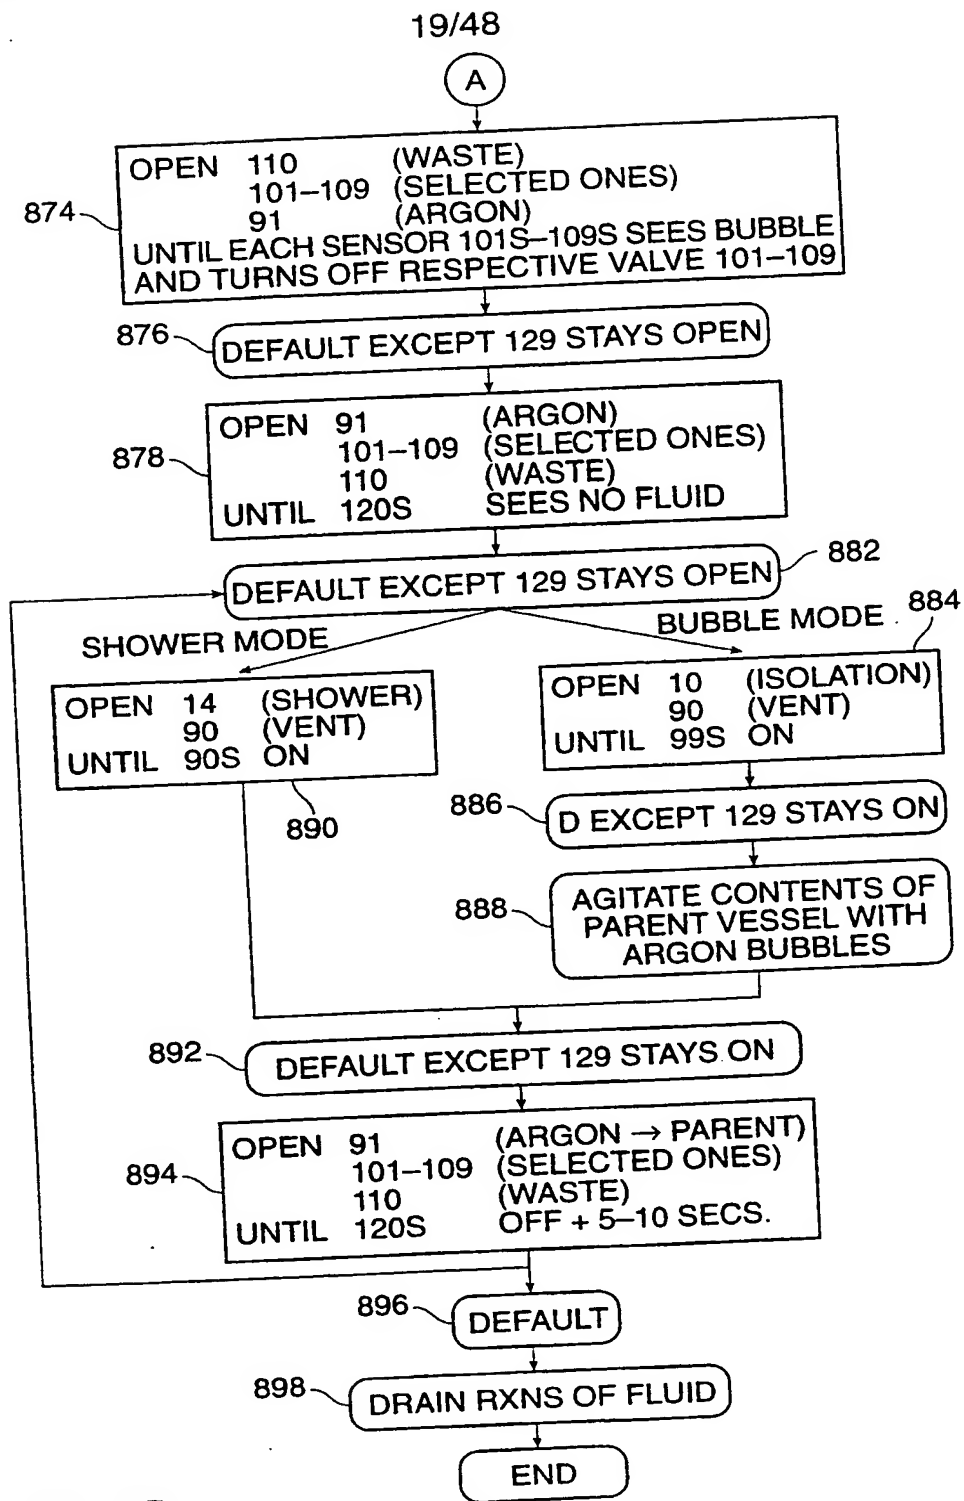 19/48
A
OPEN 110 (WASTE)
101–109 (SELECTED ONES)
91 (ARGON)
UNTIL EACH SENSOR 101S–109S SEES BUBBLE
AND TURNS OFF RESPECTIVE VALVE 101–109
874
876
DEFAULT EXCEPT 129 STAYS OPEN
OPEN 91 (ARGON)
101–109 (SELECTED ONES)
110 (WASTE)
UNTIL 120S SEES NO FLUID
878
DEFAULT EXCEPT 129 STAYS OPEN
882
SHOWER MODE
BUBBLE MODE
884
OPEN 14 (SHOWER)
90 (VENT)
UNTIL 90S ON
890
OPEN 10 (ISOLATION)
90 (VENT)
UNTIL 99S ON
886
D EXCEPT 129 STAYS ON
888
AGITATE CONTENTS OF
PARENT VESSEL WITH
ARGON BUBBLES
892
DEFAULT EXCEPT 129 STAYS ON
OPEN 91 (ARGON → PARENT)
101–109 (SELECTED ONES)
110 (WASTE)
UNTIL 120S OFF + 5–10 SECS.
894
896
DEFAULT
898
DRAIN RXNS OF FLUID
END